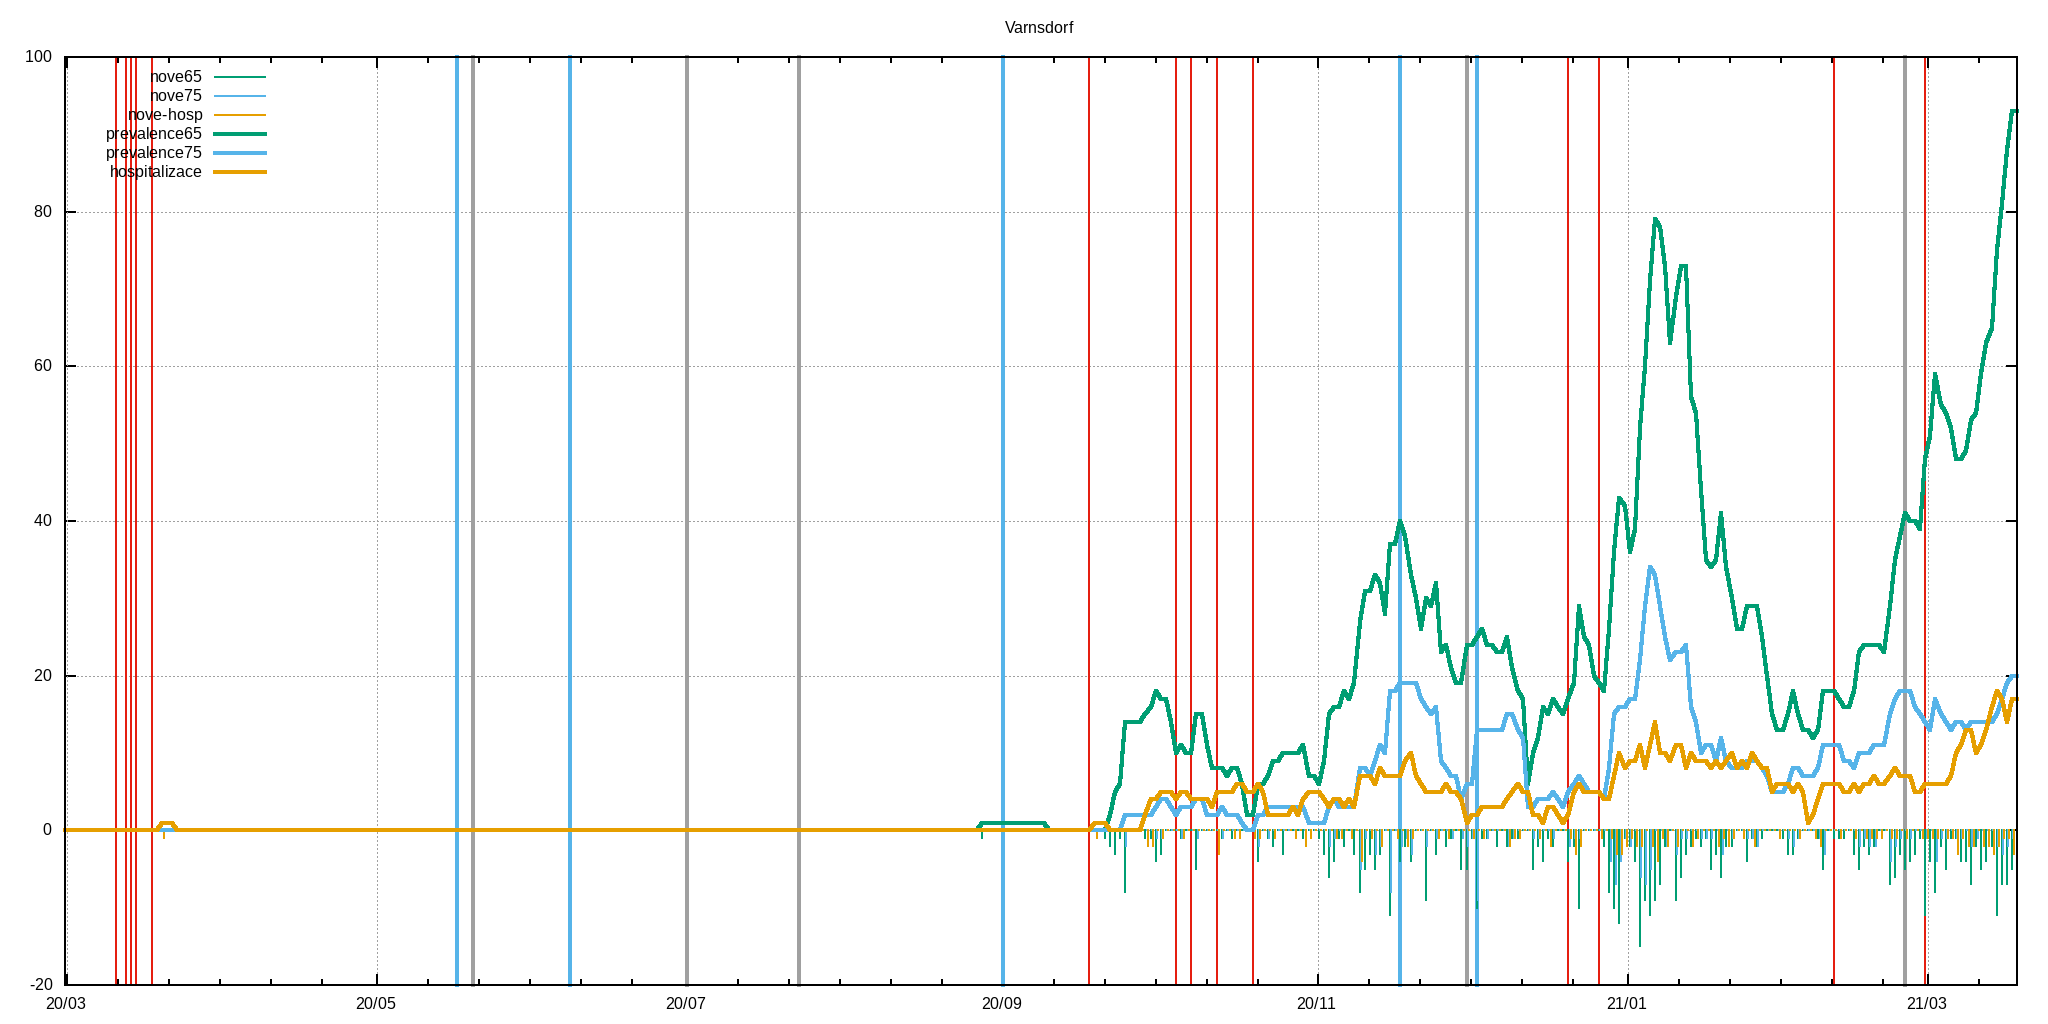 Varnsdorf
100
nove65
nove75
nove-hosp
prevalence65
prevalence75
hospitalizace
80
60
40
20
0
-20
20/03 20/05 20/07 20/09 20/11 21/01 21/03